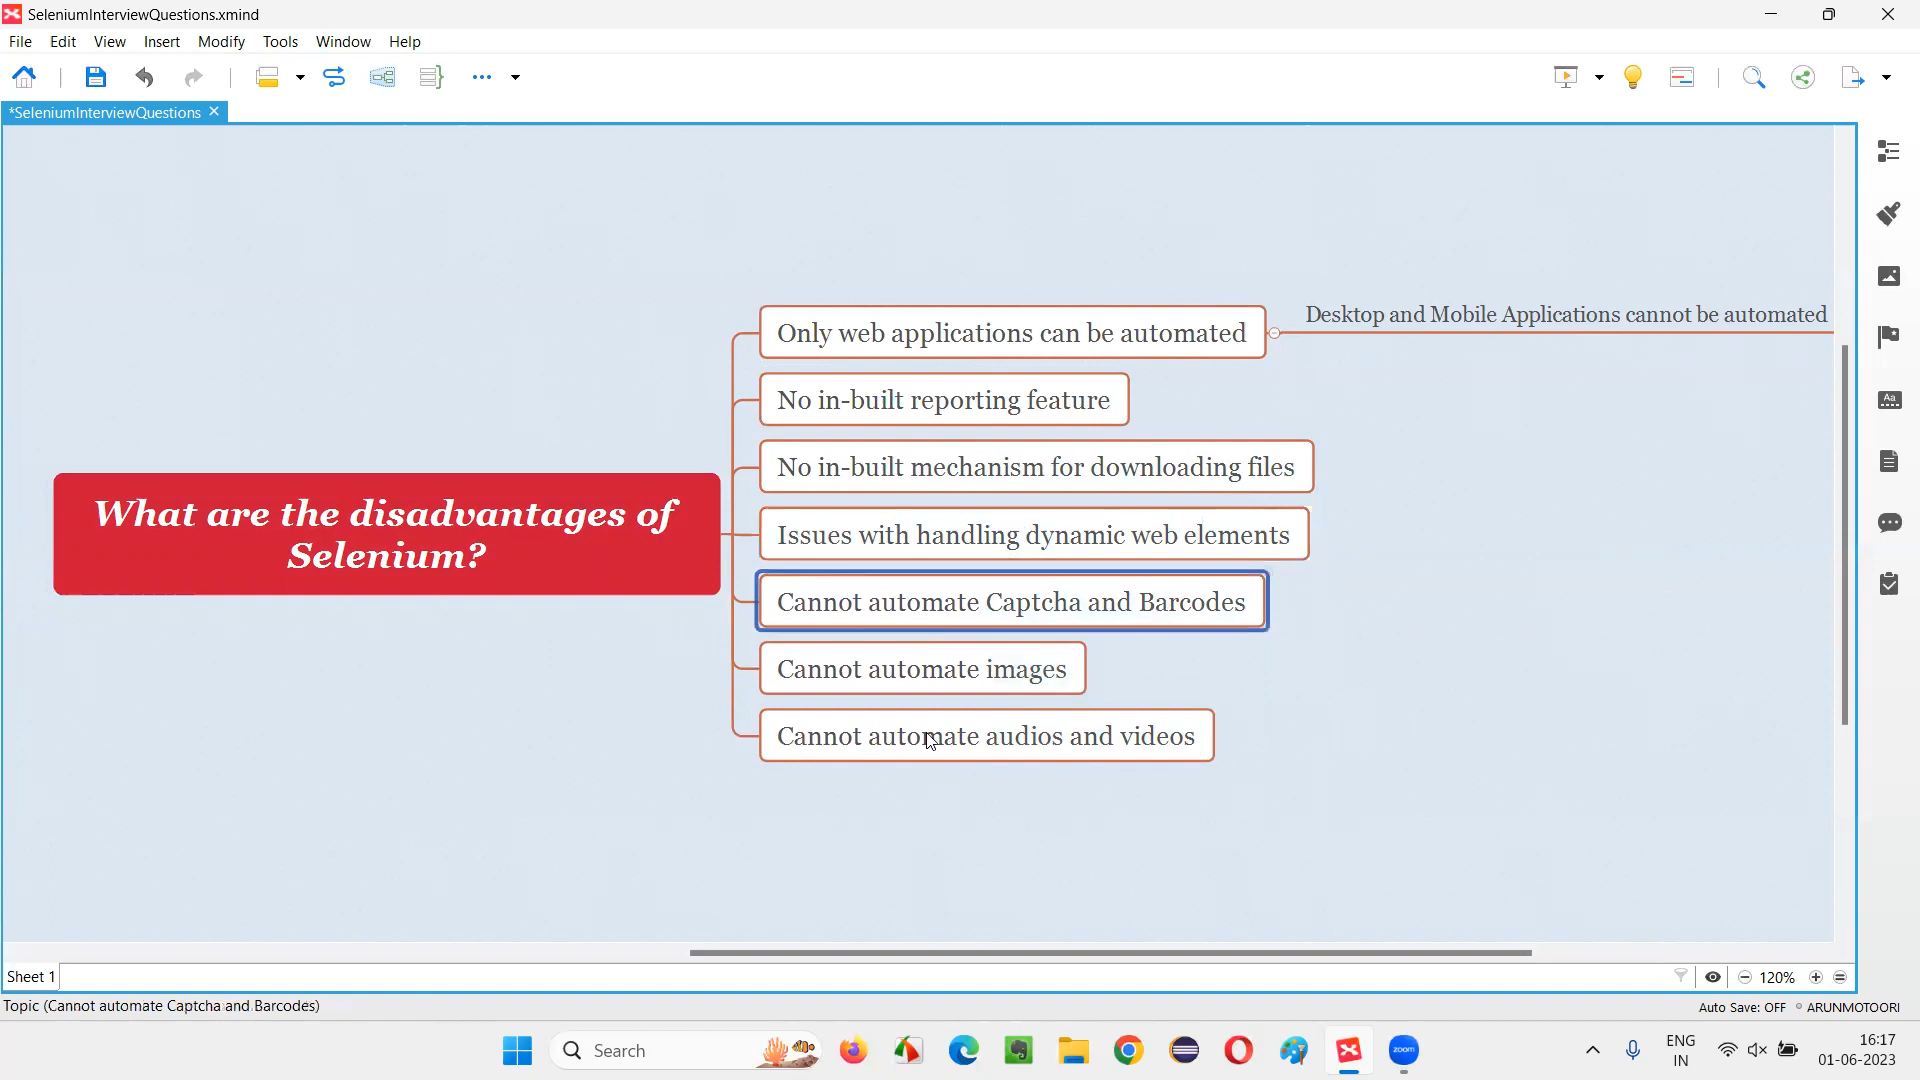 SeleniumInterviewQuestions.xmind
File Edit View Insert Modify Tools Window Help
*SeleniumInterviewQuestions
What are the disadvantages of
Selenium?
Only web applications can be automated
Desktop and Mobile Applications cannot be automated
No in-built reporting feature
No in-built mechanism for downloading files
Issues with handling dynamic web elements
Cannot automate Captcha and Barcodes
Cannot automate images
Cannot automate audios and videos
Aa
Sheet 1
120%
Topic (Cannot automate Captcha and Barcodes)
Auto Save: OFF
ARUNMOTOORI
Search
zoom
ENG
IN
16:17
01-06-2023